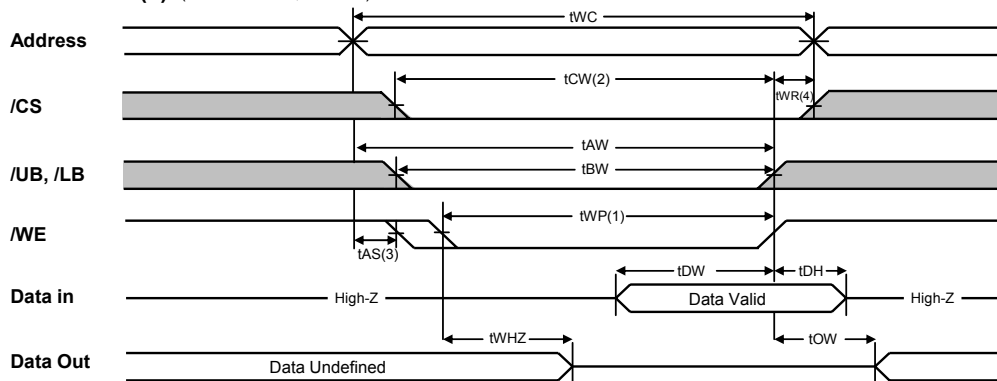 tWC
Address
tCW(2)
tWR(4)
/CS
tAW
/UB, /LB
tBW
tWP(1)
/WE
tAS(3)
tDW
tDH
Data in
High-Z
Data Valid
High-Z
tWHZ
tOW
Data Out
Data Undefined